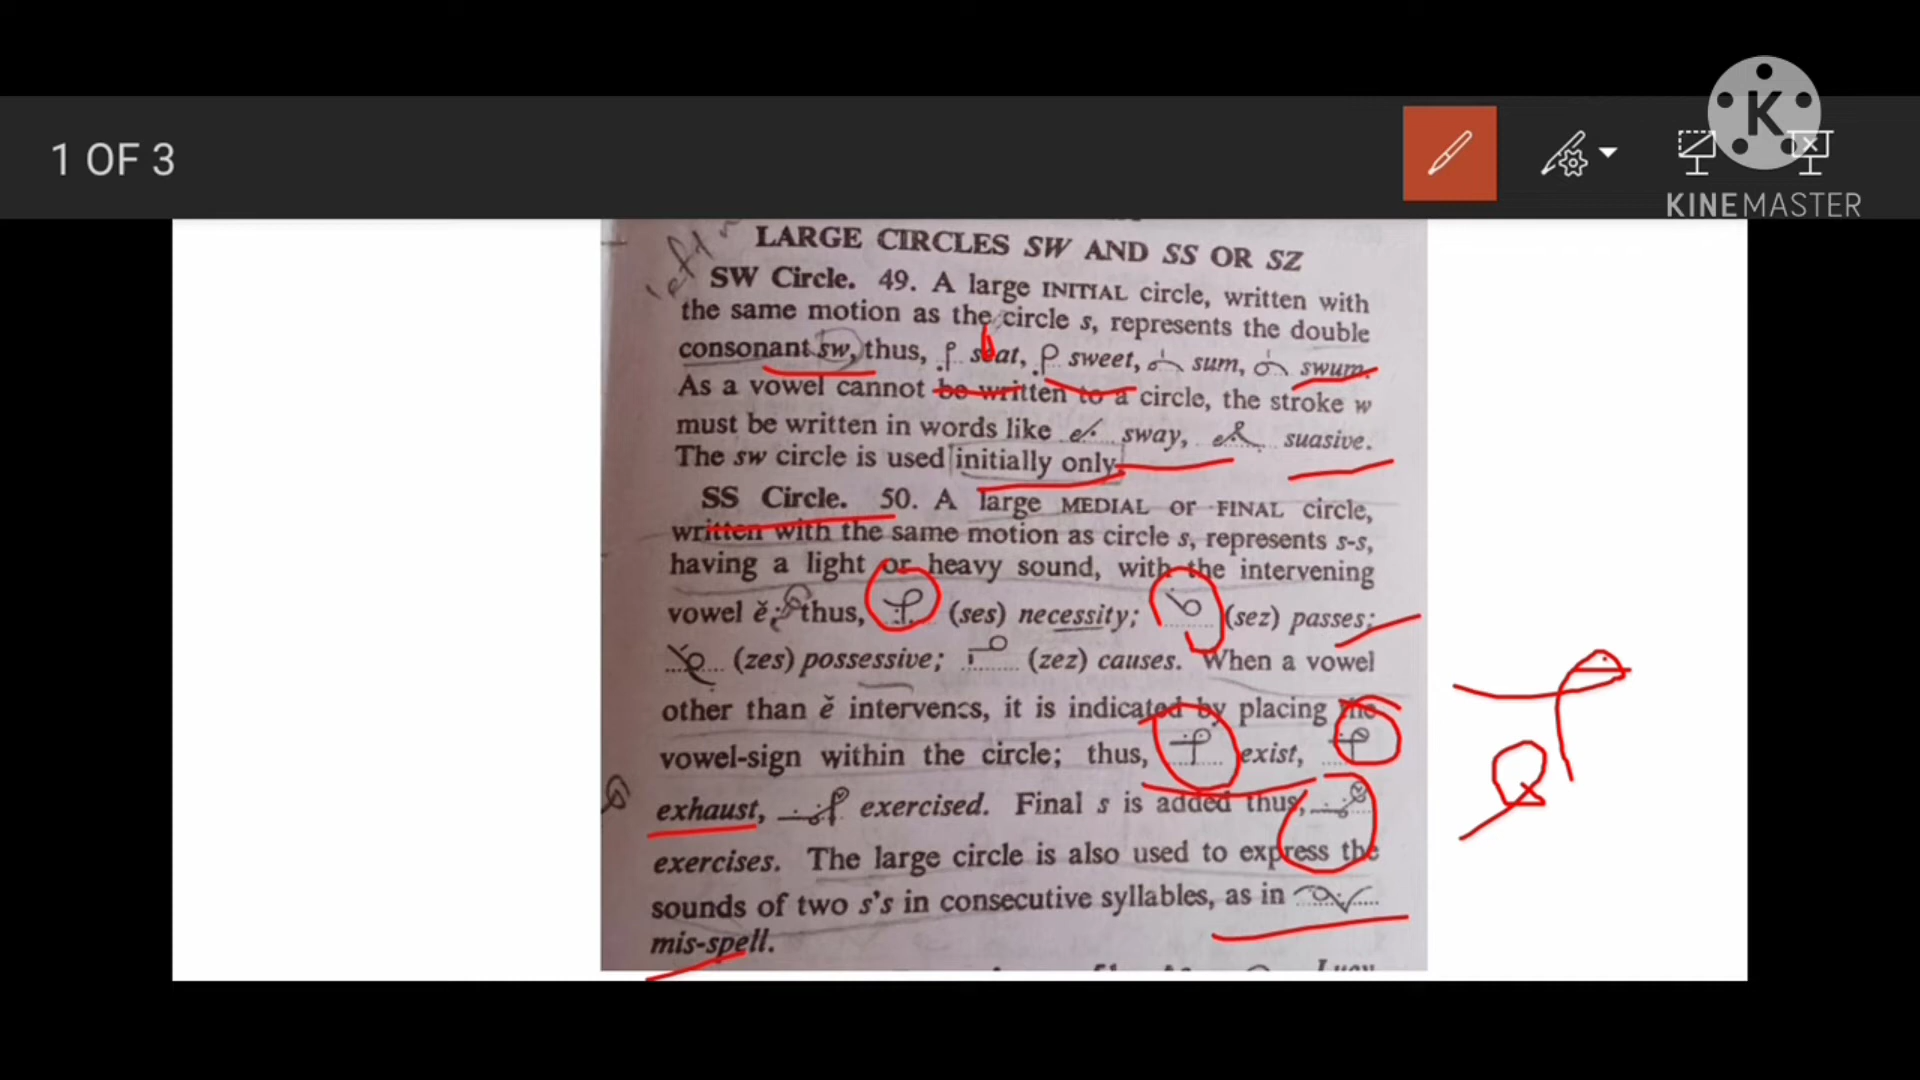 1 OF 3
K
KINEMASTER
left
LARGE CIRCLES SW AND SS OR SZ
SW Circle. 49. A large INITIAL circle, written with
the same motion as the circle s, represents the double
consonant sw, thus, seat, sweet, sum, swum.
As a vowel cannot be written to a circle, the stroke w
must be written in words like sway, suasive.
The sw circle is used initially only.
SS Circle. 50. A large MEDIAL or FINAL circle,
written with the same motion as circle s, represents s-s,
having a light or heavy sound, with the intervening
vowel ĕ; thus, (ses) necessity; (sez) passes;
(zes) possessive; (zez) causes. When a vowel
other than ĕ intervenes, it is indicated by placing the
vowel-sign within the circle; thus, exist,
exhaust, exercised. Final s is added thus,
exercises. The large circle is also used to express the
sounds of two s's in consecutive syllables, as in
mis-spell.